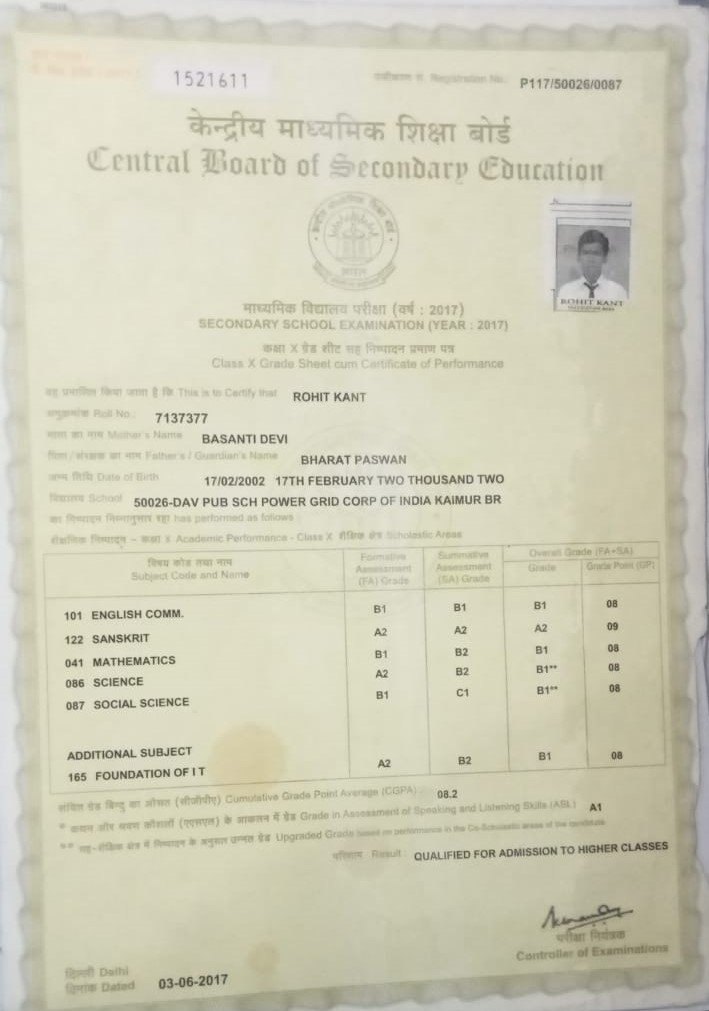 1521611
पंजीकरण सं. Registration No. P117/50026/0087
केन्द्रीय माध्यमिक शिक्षा बोर्ड
Central Board of Secondary Education
ROHIT KANT
माध्यमिक विद्यालय परीक्षा (वर्ष : 2017)
SECONDARY SCHOOL EXAMINATION (YEAR : 2017)
कक्षा X ग्रेड शीट सह निष्पादन प्रमाण पत्र
Class X Grade Sheet cum Certificate of Performance
यह प्रमाणित किया जाता है कि This is to Certify that ROHIT KANT
अनुक्रमांक Roll No. 7137377
माता का नाम Mother's Name BASANTI DEVI
पिता / संरक्षक का नाम Father's / Guardian's Name BHARAT PASWAN
जन्म तिथि Date of Birth 17/02/2002 17TH FEBRUARY TWO THOUSAND TWO
विद्यालय School 50026-DAV PUB SCH POWER GRID CORP OF INDIA KAIMUR BR
का निष्पादन निम्नानुसार रहा has performed as follows
शैक्षणिक निष्पादन – कक्षा X Academic Performance - Class X शैक्षिक क्षेत्र Scholastic Areas
विषय कोड तथा नाम Subject Code and Name | Formative Assessment (FA) Grade | Summative Assessment (SA) Grade | Overall Grade (FA+SA) Grade | Grade Point (GP)
101 ENGLISH COMM. B1 B1 B1 08
122 SANSKRIT A2 A2 A2 09
041 MATHEMATICS B1 B2 B1 08
086 SCIENCE A2 B2 B1** 08
087 SOCIAL SCIENCE B1 C1 B1** 08
ADDITIONAL SUBJECT
165 FOUNDATION OF I T A2 B2 B1 08
संचित ग्रेड बिन्दु का औसत (सीजीपीए) Cumulative Grade Point Average (CGPA) : 08.2
* कथन और श्रवण कौशलों (एएसएल) के आकलन में ग्रेड Grade in Assessment of Speaking and Listening Skills (ASL) A1
** सह-शैक्षिक क्षेत्र में निष्पादन के अनुसार उन्नत ग्रेड Upgraded Grade based on performance in the Co-Scholastic areas of the candidate
परिणाम Result QUALIFIED FOR ADMISSION TO HIGHER CLASSES
परीक्षा नियंत्रक
Controller of Examinations
दिल्ली Delhi
दिनांक Dated 03-06-2017